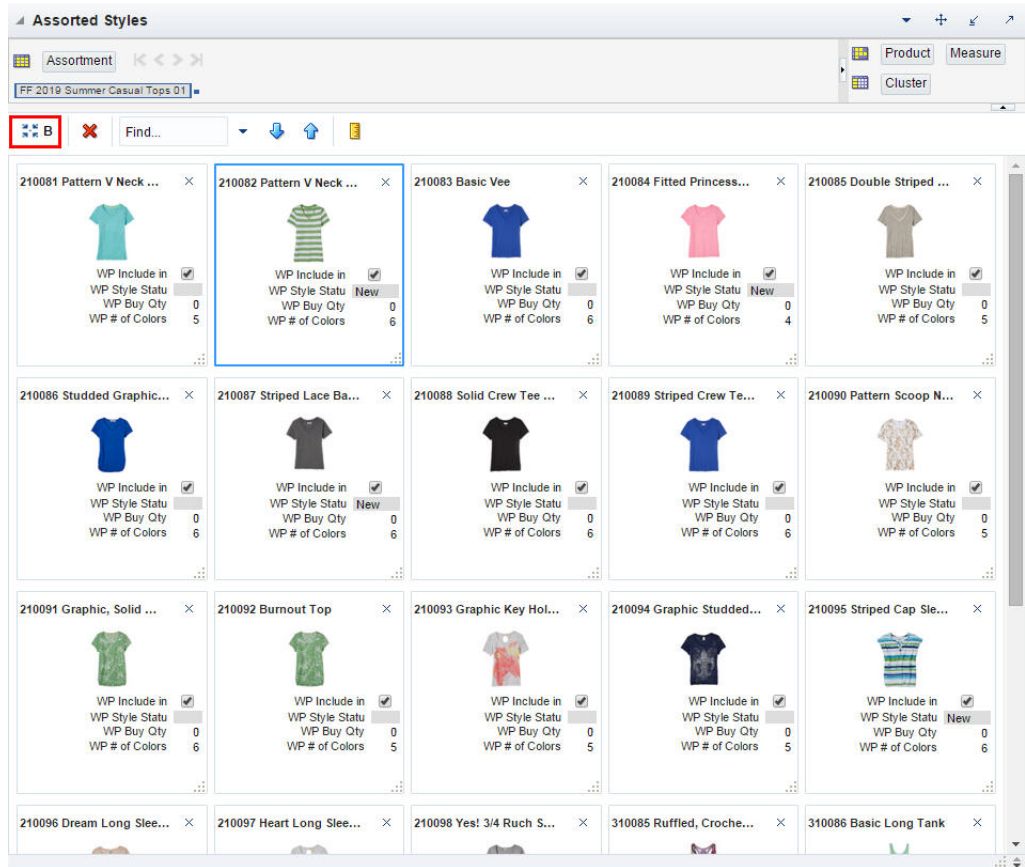 Assorted Styles
Assortment
Product Measure
FF 2019 Summer Casual Tops 01
Cluster
B
Find...
210081 Pattern V Neck ...
WP Include in
WP Style Statu
WP Buy Qty 0
WP # of Colors 5
210082 Pattern V Neck ...
WP Include in
WP Style Statu New
WP Buy Qty 0
WP # of Colors 6
210083 Basic Vee
WP Include in
WP Style Statu
WP Buy Qty 0
WP # of Colors 6
210084 Fitted Princess...
WP Include in
WP Style Statu New
WP Buy Qty 0
WP # of Colors 4
210085 Double Striped ...
WP Include in
WP Style Statu
WP Buy Qty 0
WP # of Colors 5
210086 Studded Graphic...
WP Include in
WP Style Statu
WP Buy Qty 0
WP # of Colors 6
210087 Striped Lace Ba...
WP Include in
WP Style Statu New
WP Buy Qty 0
WP # of Colors 6
210088 Solid Crew Tee ...
WP Include in
WP Style Statu
WP Buy Qty 0
WP # of Colors 6
210089 Striped Crew Te...
WP Include in
WP Style Statu
WP Buy Qty 0
WP # of Colors 6
210090 Pattern Scoop N...
WP Include in
WP Style Statu
WP Buy Qty 0
WP # of Colors 5
210091 Graphic, Solid ...
WP Include in
WP Style Statu
WP Buy Qty 0
WP # of Colors 6
210092 Burnout Top
WP Include in
WP Style Statu
WP Buy Qty 0
WP # of Colors 5
210093 Graphic Key Hol...
WP Include in
WP Style Statu
WP Buy Qty 0
WP # of Colors 5
210094 Graphic Studded...
WP Include in
WP Style Statu
WP Buy Qty 0
WP # of Colors 5
210095 Striped Cap Sle...
WP Include in
WP Style Statu New
WP Buy Qty 0
WP # of Colors 6
210096 Dream Long Slee...
210097 Heart Long Slee...
210098 Yes! 3/4 Ruch S...
310085 Ruffled, Croche...
310086 Basic Long Tank